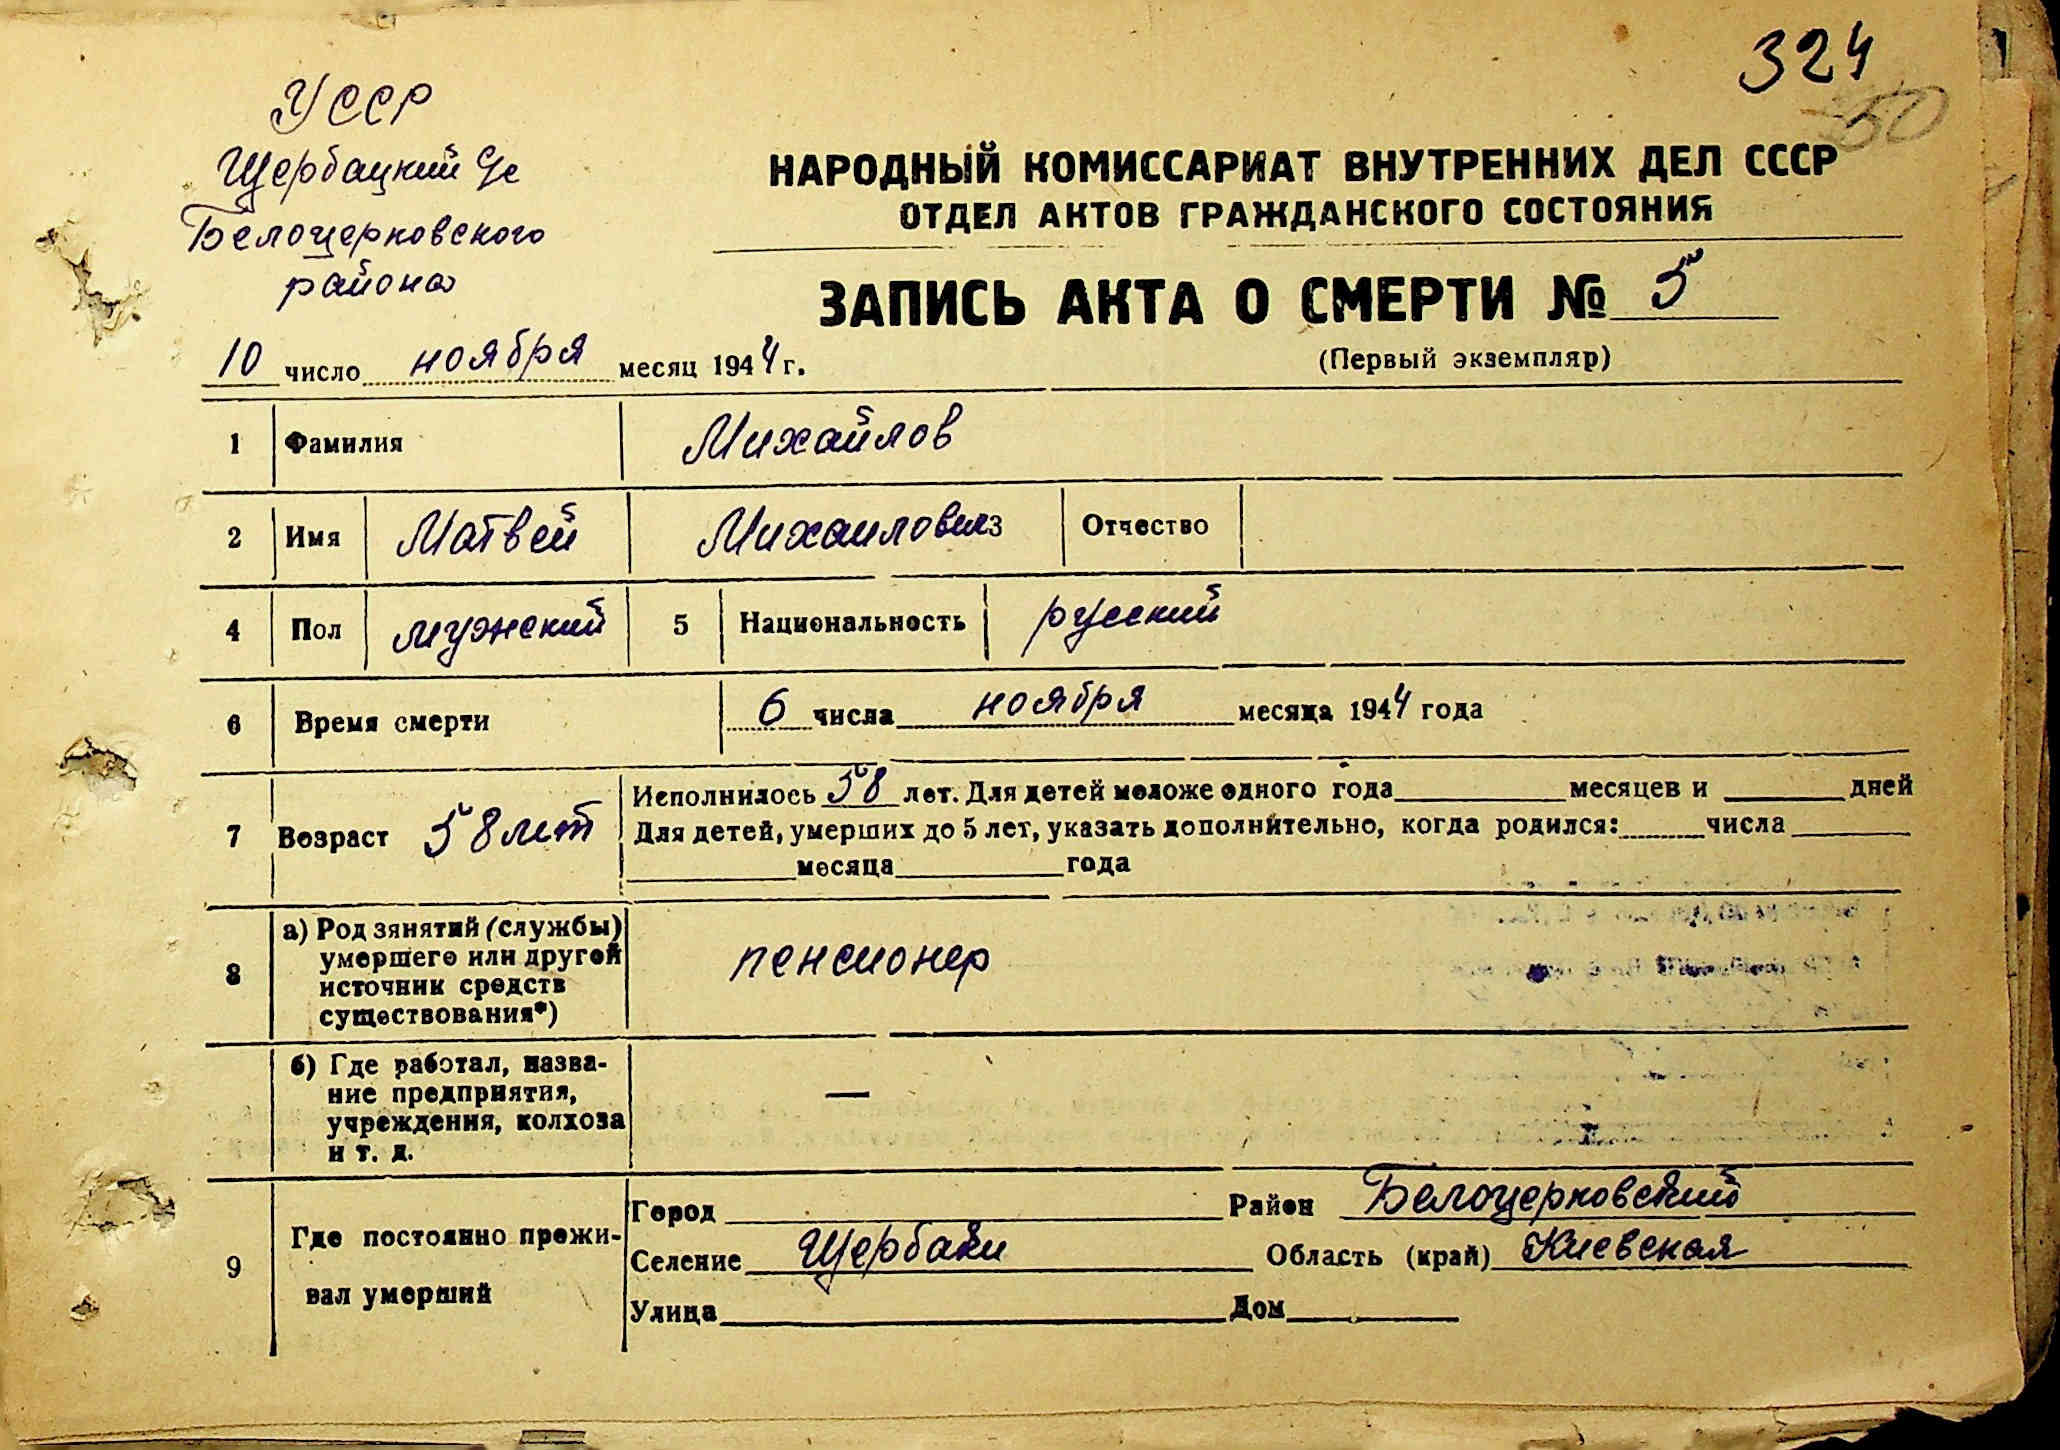 324
50
УССР
Щербацкий
Белоцерковского
района
НАРОДНЫЙ КОМИССАРИАТ ВНУТРЕННИХ ДЕЛ СССР
ОТДЕЛ АКТОВ ГРАЖДАНСКОГО СОСТОЯНИЯ
ЗАПИСЬ АКТА О СМЕРТИ № 5
(Первый экземпляр)
10 число ноября месяц 1944 г.
1 Фамилия Михайлов
2 Имя Матвей Михаилович 3 Отчество
4 Пол мужский 5 Национальность русский
6 Время смерти 6 числа ноября месяца 1944 года
7 Возраст 58 лет
Исполнилось 58 лет. Для детей моложе одного года месяцев и дней
Для детей, умерших до 5 лет, указать дополнительно, когда родился: числа
месяца года
8 а) Род занятий (службы)
умершего или другой
источник средств
существования*)
пенсионер
б) Где работал, назва-
ние предприятия,
учреждения, колхоза
и т. д.
—
9 Где постоянно прожи-
вал умерший
Город Район Белоцерковский
Селение Щербаки Область (край) Киевская
Улица Дом